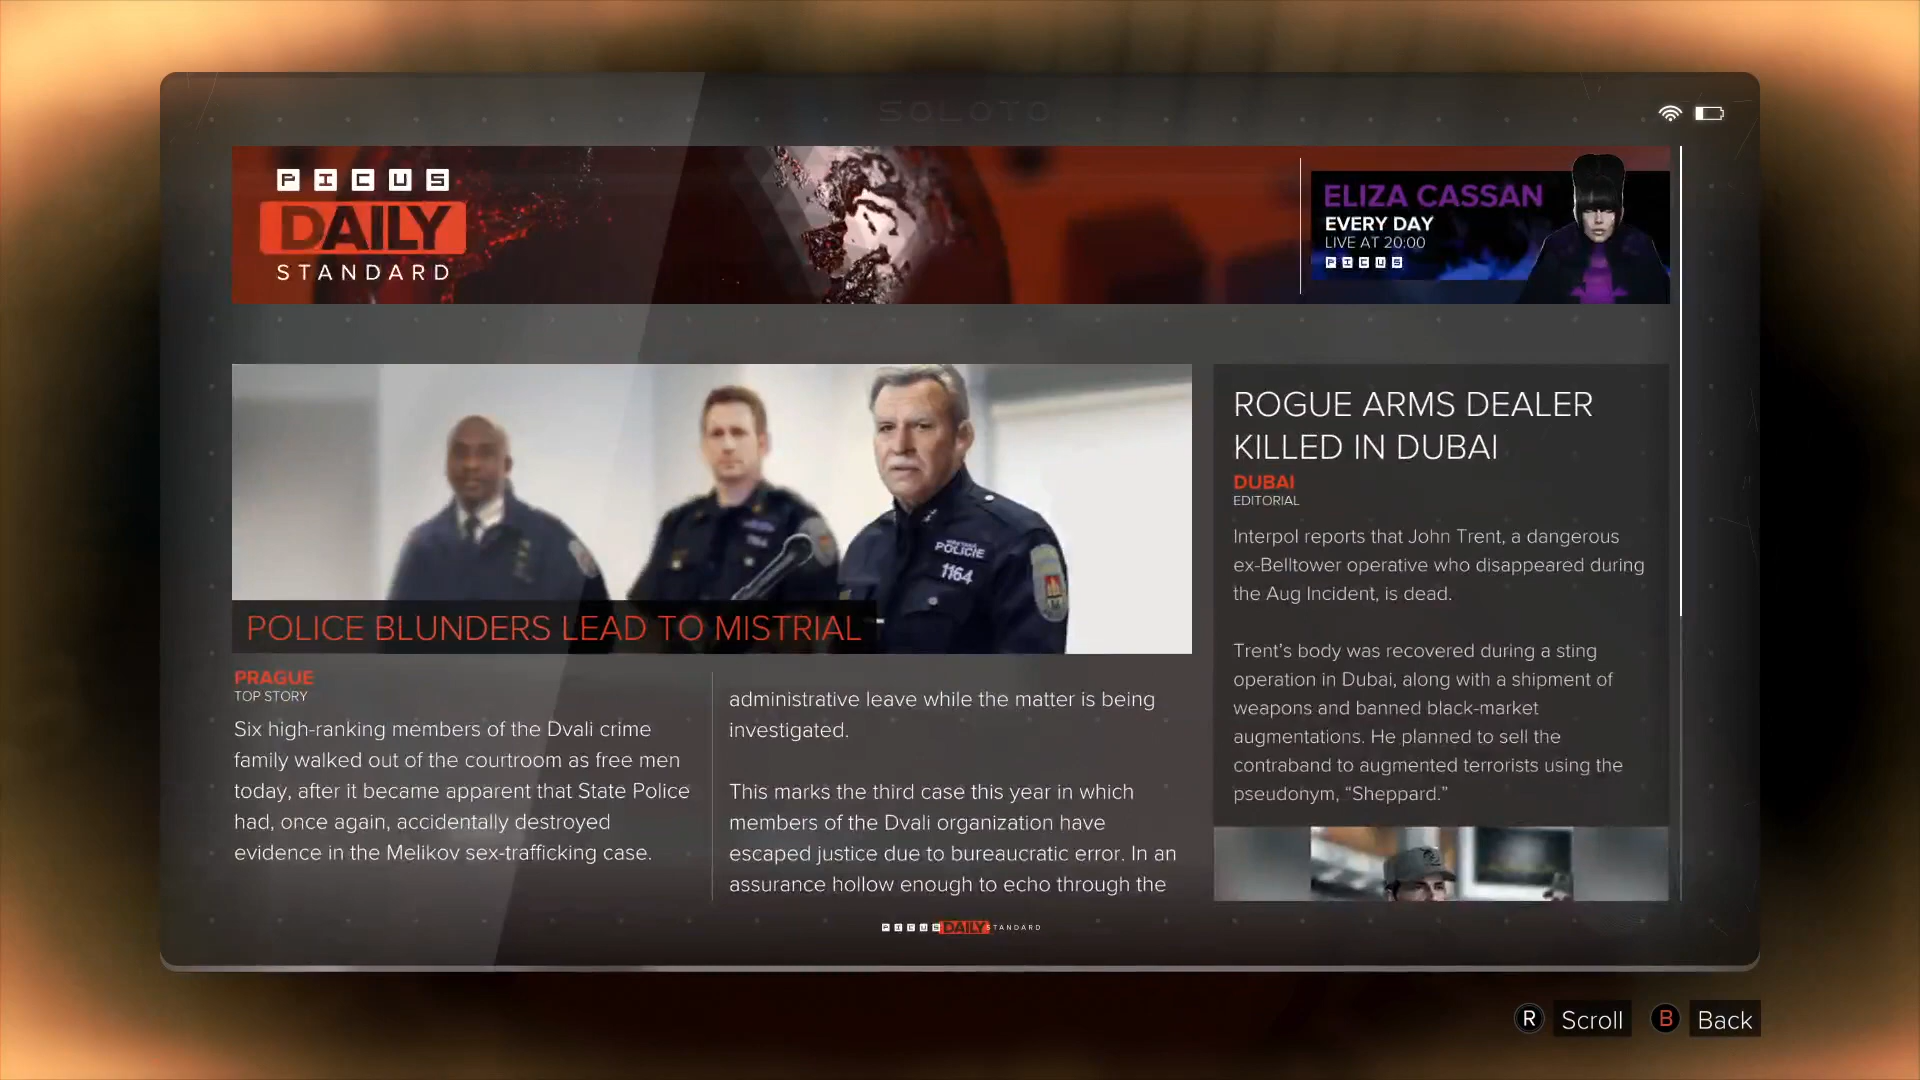 SOLOTO
PICUS
DAILY
STANDARD
ELIZA CASSAN
EVERY DAY
LIVE AT 20:00
PICUS
POLICIE
1164
POLICE BLUNDERS LEAD TO MISTRIAL
PRAGUE
TOP STORY
Six high-ranking members of the Dvali crime
family walked out of the courtroom as free men
today, after it became apparent that State Police
had, once again, accidentally destroyed
evidence in the Melikov sex-trafficking case.
administrative leave while the matter is being
investigated.
This marks the third case this year in which
members of the Dvali organization have
escaped justice due to bureaucratic error. In an
assurance hollow enough to echo through the
ROGUE ARMS DEALER
KILLED IN DUBAI
DUBAI
EDITORIAL
Interpol reports that John Trent, a dangerous
ex-Belltower operative who disappeared during
the Aug Incident, is dead.
Trent's body was recovered during a sting
operation in Dubai, along with a shipment of
weapons and banned black-market
augmentations. He planned to sell the
contraband to augmented terrorists using the
pseudonym, “Sheppard.”
PICUS DAILY STANDARD
R Scroll B Back